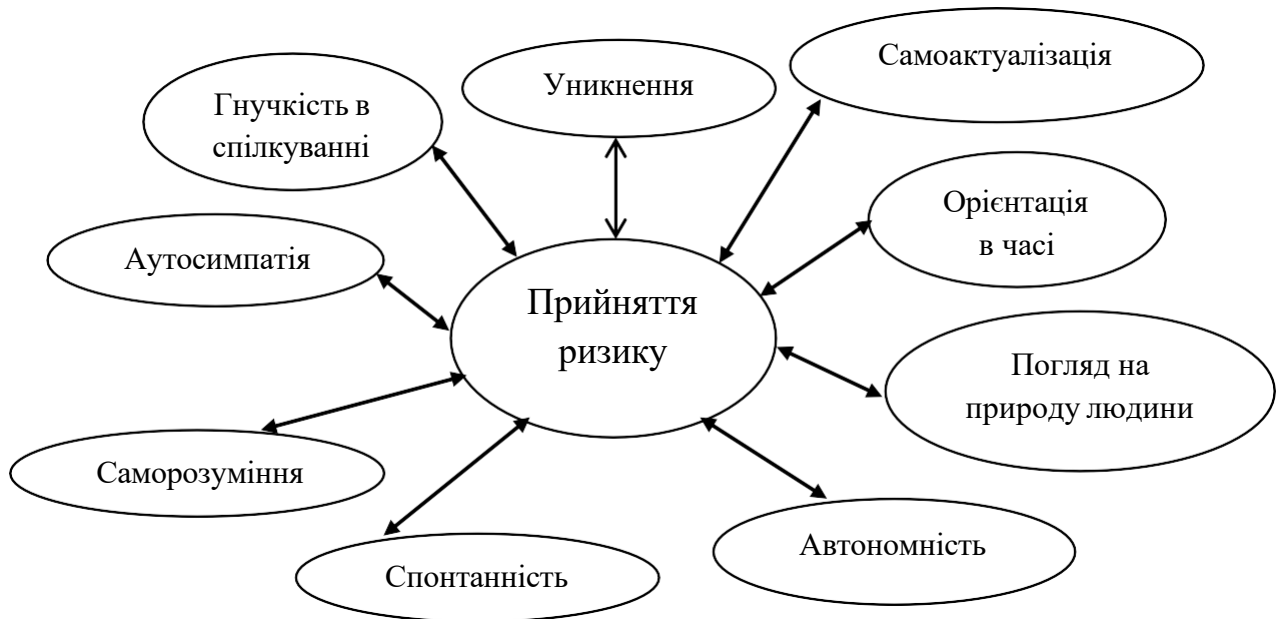 Самоактуалізація
Уникнення
Гнучкість в
спілкуванні
Орієнтація
в часі
Аутосимпатія
Прийняття
ризику
Погляд на
природу людини
Саморозуміння
Автономність
Спонтанність